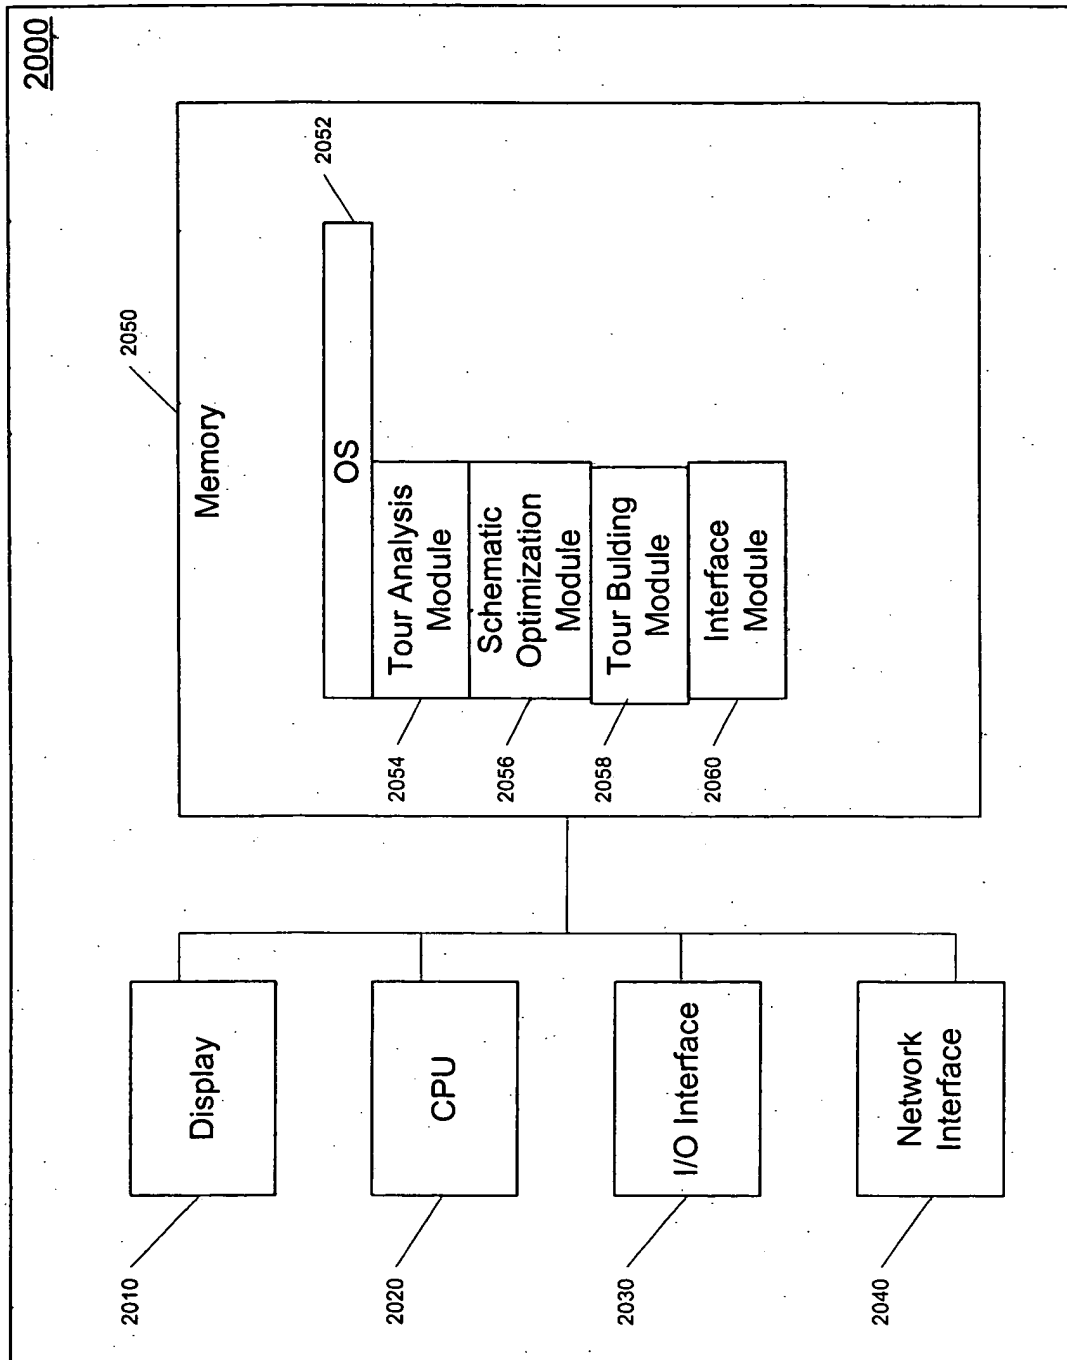 2000
2010
Display
2020
CPU
2030
I/O Interface
2040
Network
Interface
2050
Memory
2052
OS
2054
Tour Analysis
Module
2056
Schematic
Optimization
Module
2058
Tour Bulding
Module
2060
Interface
Module